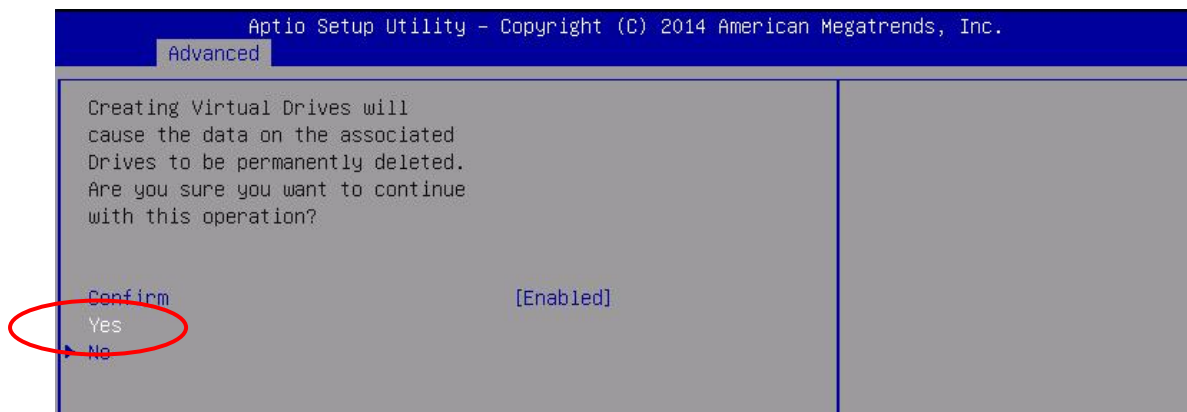 Aptio Setup Utility – Copyright (C) 2014 American Megatrends, Inc.
Advanced
Creating Virtual Drives will
cause the data on the associated
Drives to be permanently deleted.
Are you sure you want to continue
with this operation?
Confirm [Enabled]
Yes
No